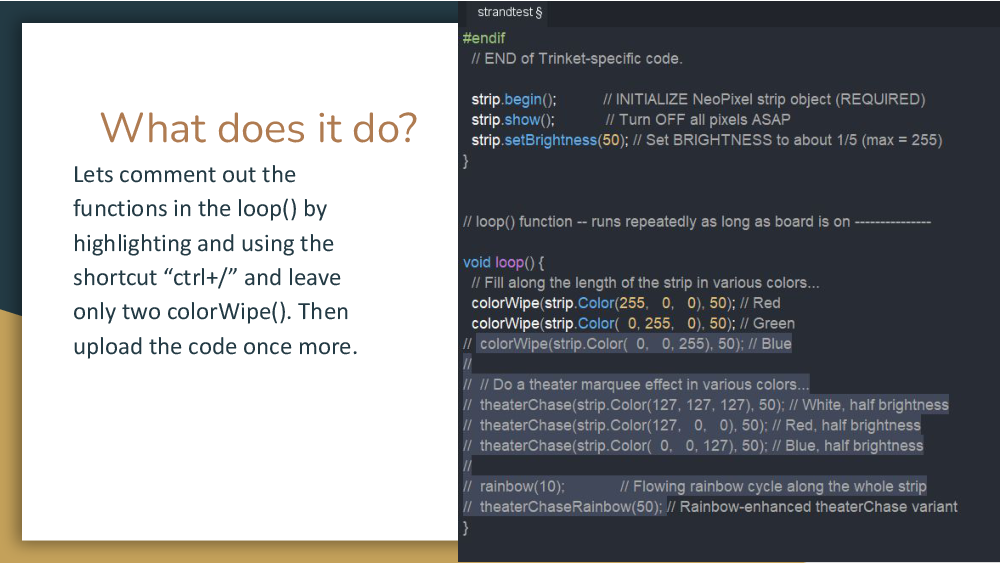 What does it do?
Lets comment out the
functions in the loop() by
highlighting and using the
shortcut “ctrl+/” and leave
only two colorWipe(). Then
upload the code once more.
strandtest §
#endif
  // END of Trinket-specific code.
  strip.begin();           // INITIALIZE NeoPixel strip object (REQUIRED)
  strip.show();            // Turn OFF all pixels ASAP
  strip.setBrightness(50); // Set BRIGHTNESS to about 1/5 (max = 255)
}
// loop() function -- runs repeatedly as long as board is on ---------------
void loop() {
  // Fill along the length of the strip in various colors...
  colorWipe(strip.Color(255,   0,   0), 50); // Red
  colorWipe(strip.Color(  0, 255,   0), 50); // Green
//  colorWipe(strip.Color(  0,   0, 255), 50); // Blue
//
//  // Do a theater marquee effect in various colors...
//  theaterChase(strip.Color(127, 127, 127), 50); // White, half brightness
//  theaterChase(strip.Color(127,   0,   0), 50); // Red, half brightness
//  theaterChase(strip.Color(  0,   0, 127), 50); // Blue, half brightness
//
//  rainbow(10);             // Flowing rainbow cycle along the whole strip
//  theaterChaseRainbow(50); // Rainbow-enhanced theaterChase variant
}